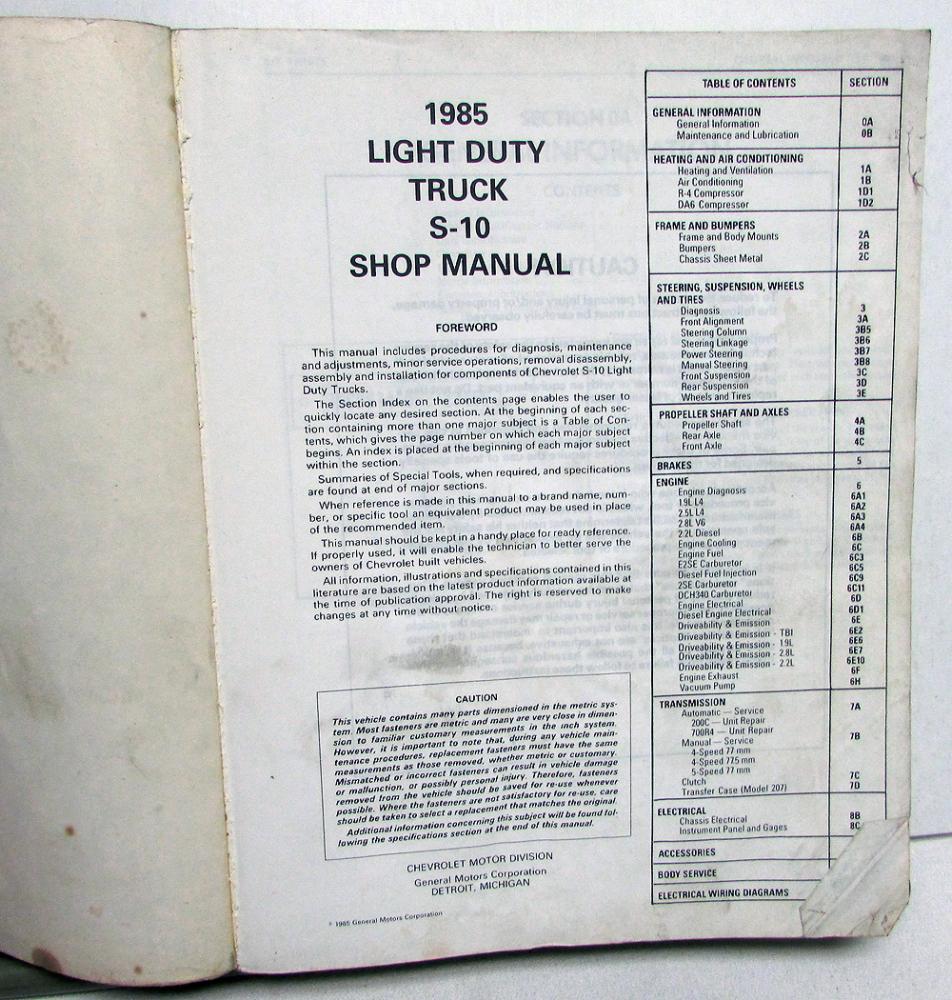 1985
LIGHT DUTY
TRUCK
S-10
SHOP MANUAL
FOREWORD
This manual includes procedures for diagnosis, maintenance
and adjustments, minor service operations, removal disassembly,
assembly and installation for components of Chevrolet S-10 Light
Duty Trucks.
The Section Index on the contents page enables the user to
quickly locate any desired section. At the beginning of each sec-
tion containing more than one major subject is a Table of Con-
tents, which gives the page number on which each major subject
begins. An index is placed at the beginning of each major subject
within the section.
Summaries of Special Tools, when required, and specifications
are found at end of major sections.
When reference is made in this manual to a brand name, num-
ber, or specific tool an equivalent product may be used in place
of the recommended item.
This manual should be kept in a handy place for ready reference.
If properly used, it will enable the technician to better serve the
owners of Chevrolet built vehicles.
All information, illustrations and specifications contained in this
literature are based on the latest product information available at
the time of publication approval. The right is reserved to make
changes at any time without notice.
CAUTION
This vehicle contains many parts dimensioned in the metric sys-
tem. Most fasteners are metric and many are very close in dimen-
sion to familiar customary measurements in the inch system.
However, it is important to note that, during any vehicle main-
tenance procedures, replacement fasteners must have the same
measurements as those removed, whether metric or customary.
Mismatched or incorrect fasteners can result in vehicle damage
or malfunction, or possibly personal injury. Therefore, fasteners
removed from the vehicle should be saved for re-use whenever
possible. Where the fasteners are not satisfactory for re-use, care
should be taken to select a replacement that matches the original.
Additional information concerning this subject will be found fol-
lowing the specifications section at the end of this manual.
CHEVROLET MOTOR DIVISION
General Motors Corporation
DETROIT, MICHIGAN
© 1985 General Motors Corporation
TABLE OF CONTENTS SECTION
GENERAL INFORMATION
General Information 0A
Maintenance and Lubrication 0B
HEATING AND AIR CONDITIONING
Heating and Ventilation 1A
Air Conditioning 1B
R-4 Compressor 1D1
DA6 Compressor 1D2
FRAME AND BUMPERS
Frame and Body Mounts 2A
Bumpers 2B
Chassis Sheet Metal 2C
STEERING, SUSPENSION, WHEELS
AND TIRES
Diagnosis 3
Front Alignment 3A
Steering Column 3B5
Steering Linkage 3B6
Power Steering 3B7
Manual Steering 3B8
Front Suspension 3C
Rear Suspension 3D
Wheels and Tires 3E
PROPELLER SHAFT AND AXLES
Propeller Shaft 4A
Rear Axle 4B
Front Axle 4C
BRAKES 5
ENGINE
Engine Diagnosis 6
1.9L L4 6A1
2.5L L4 6A2
2.8L V6 6A3
2.2L Diesel 6A4
Engine Cooling 6B
Engine Fuel 6C
E2SE Carburetor 6C3
Diesel Fuel Injection 6C5
2SE Carburetor 6C9
DCH340 Carburetor 6C11
Engine Electrical 6D
Diesel Engine Electrical 6D1
Driveability & Emission 6E
Driveability & Emission - TBI 6E2
Driveability & Emission - 1.9L 6E6
Driveability & Emission - 2.8L 6E7
Driveability & Emission - 2.2L 6E10
Engine Exhaust 6F
Vacuum Pump 6H
TRANSMISSION
Automatic — Service 7A
200C — Unit Repair
700R4 — Unit Repair
Manual — Service 7B
4-Speed 77 mm
4-Speed 77.5 mm
5-Speed 77 mm
Clutch 7C
Transfer Case (Model 207) 7D
ELECTRICAL
Chassis Electrical 8B
Instrument Panel and Gages 8C
ACCESSORIES
BODY SERVICE
ELECTRICAL WIRING DIAGRAMS